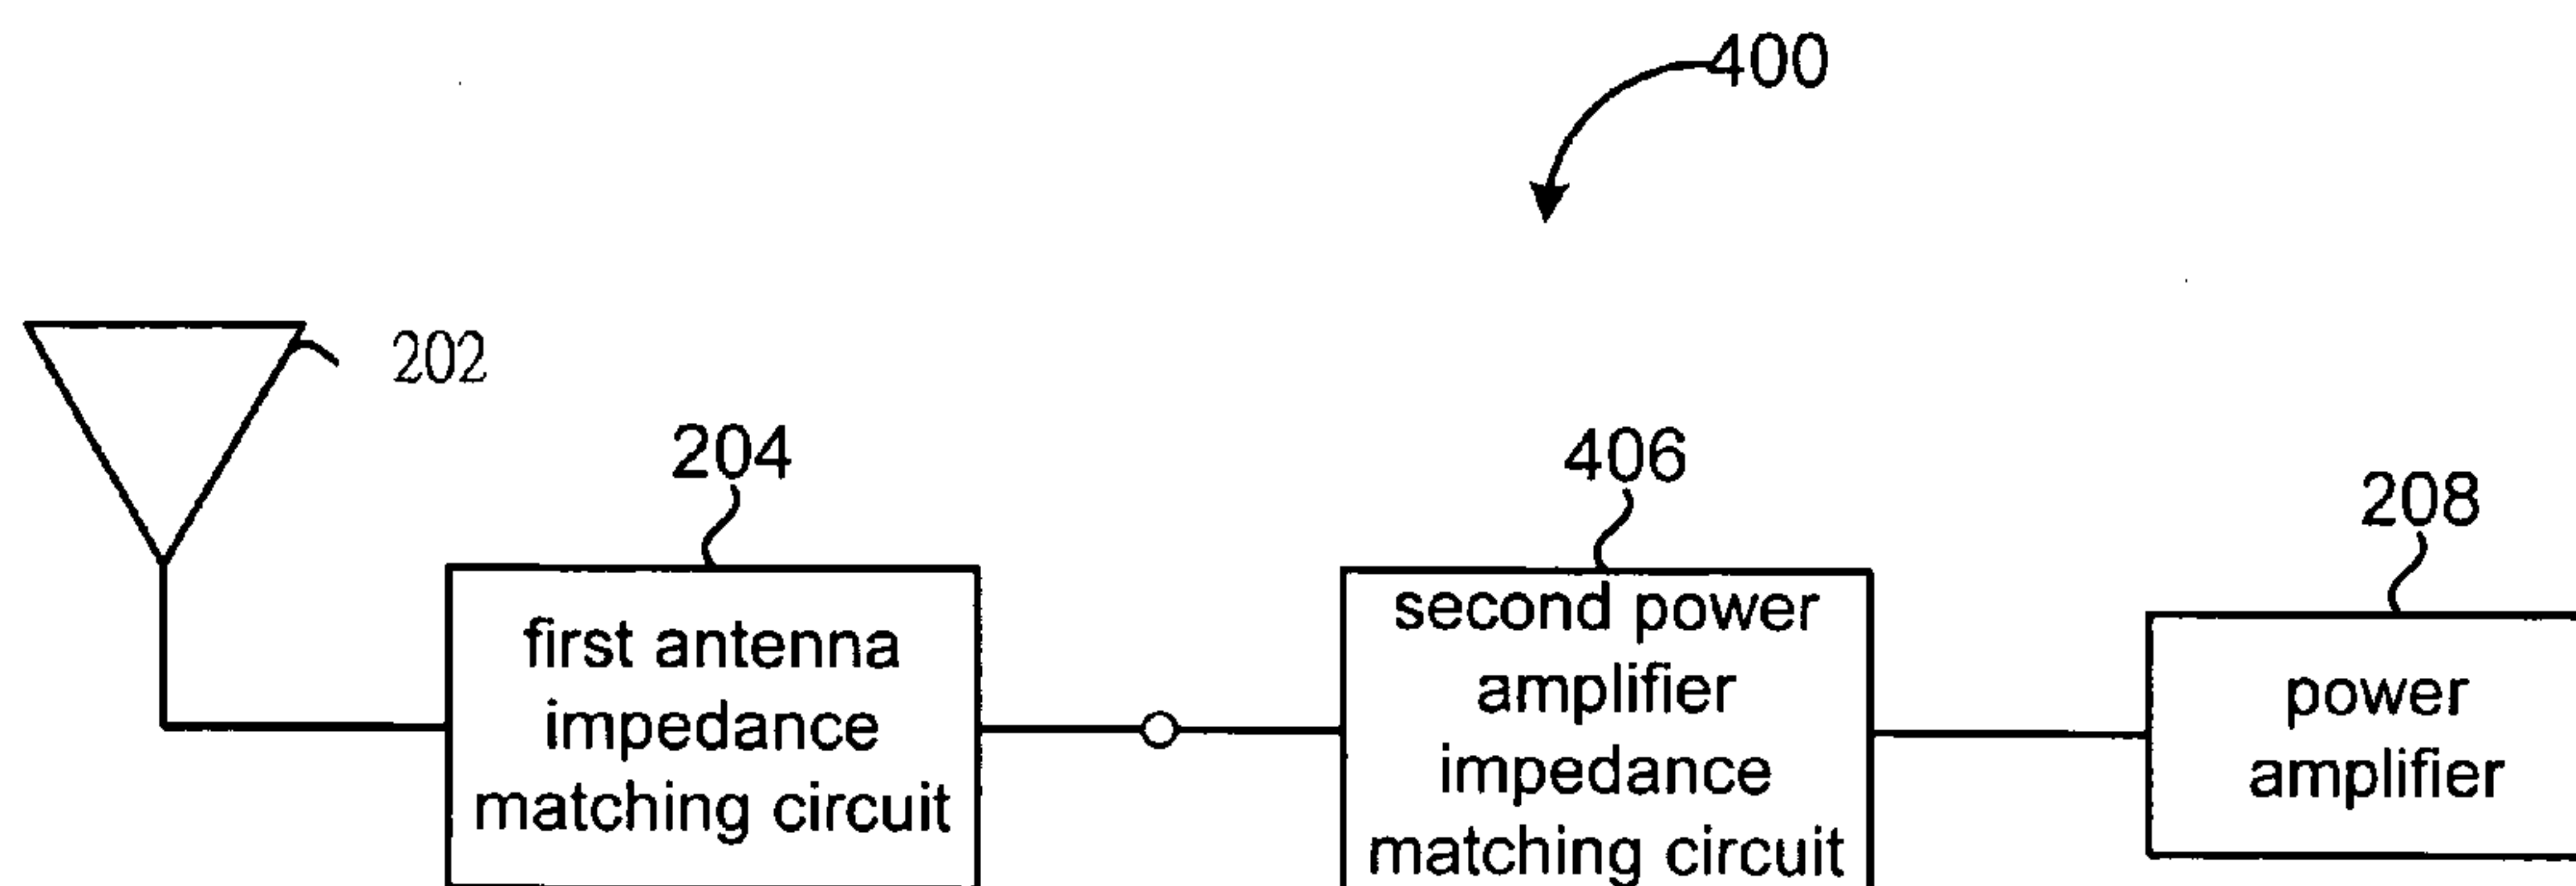 400
202
204
first antenna
impedance
matching circuit
406
second power
amplifier
impedance
matching circuit
208
power
amplifier